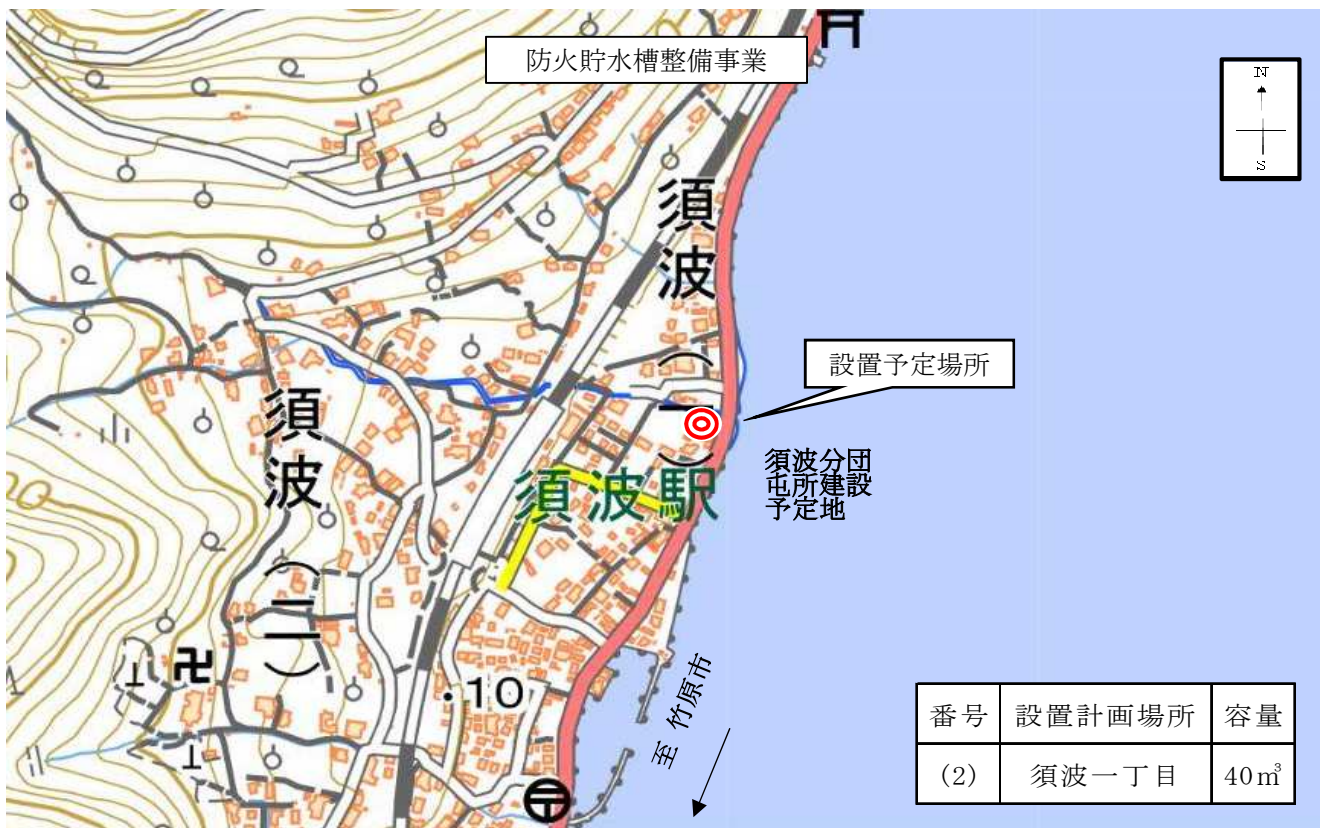 防火貯水槽整備事業
N
S
須波(一)
設置予定場所
須波(二)
須波駅
須波分団
屯所建設
予定地
・10
至 竹原市
番号 設置計画場所 容量
(2) 須波一丁目 40㎥